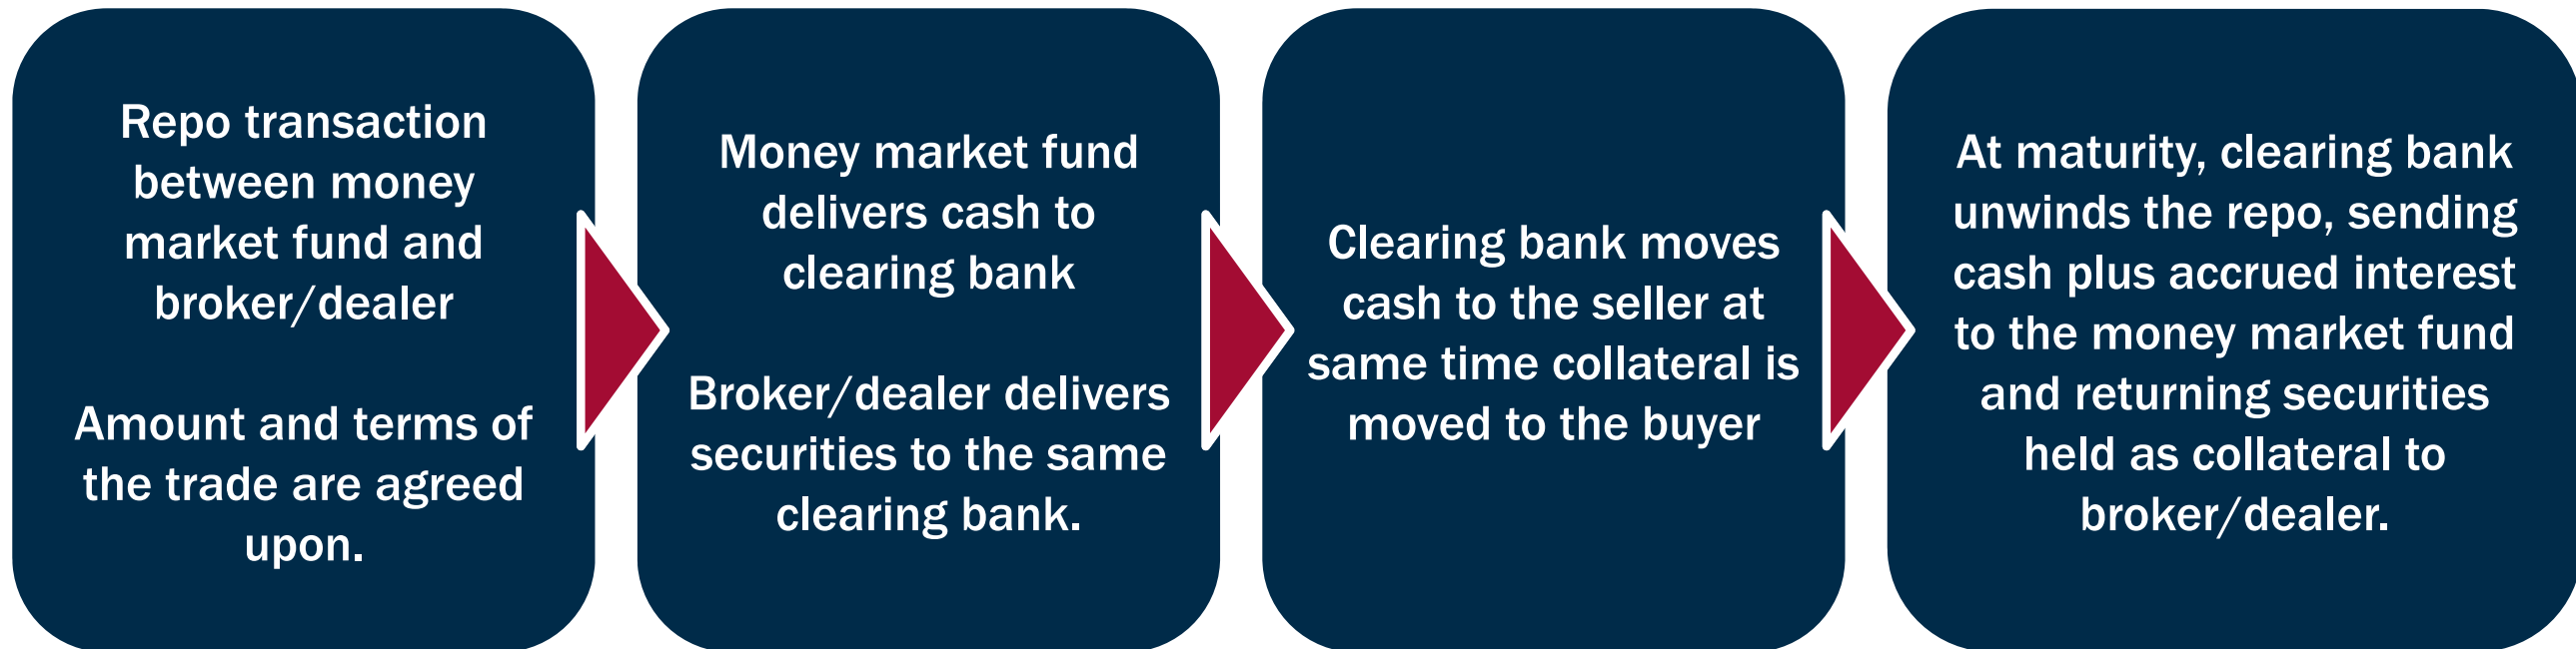 Repo transaction
between money
market fund and
broker/dealer
Amount and terms of
the trade are agreed
upon.
Money market fund
delivers cash to
clearing bank
Broker/dealer delivers
securities to the same
clearing bank.
Clearing bank moves
cash to the seller at
same time collateral is
moved to the buyer
At maturity, clearing bank
unwinds the repo, sending
cash plus accrued interest
to the money market fund
and returning securities
held as collateral to
broker/dealer.